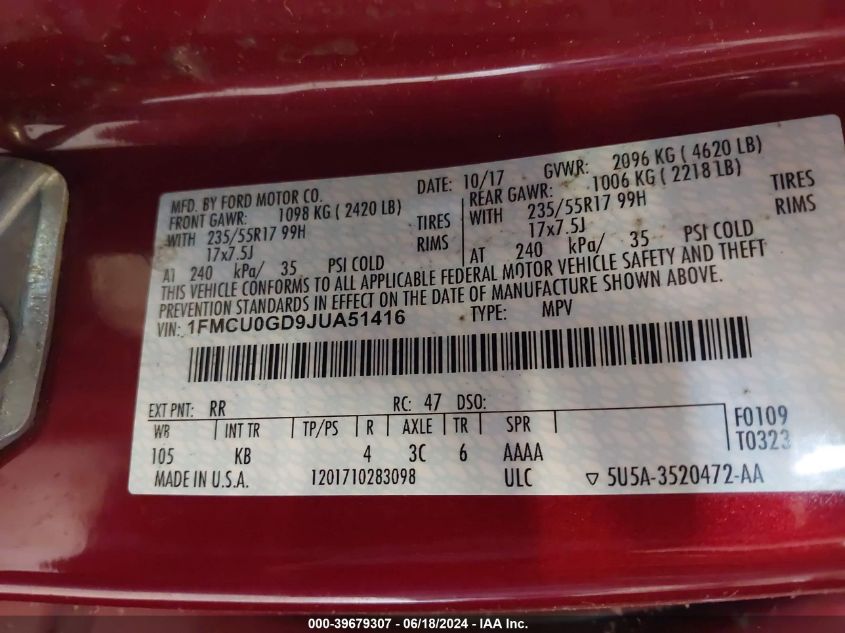 MFD. BY FORD MOTOR CO.
DATE: 10/17
GVWR: 2096 KG ( 4620 LB)
FRONT GAWR: 1098 KG ( 2420 LB)
REAR GAWR: 1006 KG ( 2218 LB)
WITH 235/55R17 99H TIRES
WITH 235/55R17 99H TIRES
17x7.5J RIMS
17x7.5J RIMS
AT 240 kPa/ 35 PSI COLD
AT 240 kPa/ 35 PSI COLD
THIS VEHICLE CONFORMS TO ALL APPLICABLE FEDERAL MOTOR VEHICLE SAFETY AND THEFT
PREVENTION STANDARDS IN EFFECT ON THE DATE OF MANUFACTURE SHOWN ABOVE.
VIN: 1FMCU0GD9JUA51416
TYPE: MPV
EXT PNT: RR RC: 47 DSO:
WB INT TR TP/PS R AXLE TR SPR
F0109
105 KB 4 3C 6 AAAA
T0323
MADE IN U.S.A. 1201710283098 ULC ▽ 5U5A-3520472-AA
000-39679307 - 06/18/2024 - IAA Inc.